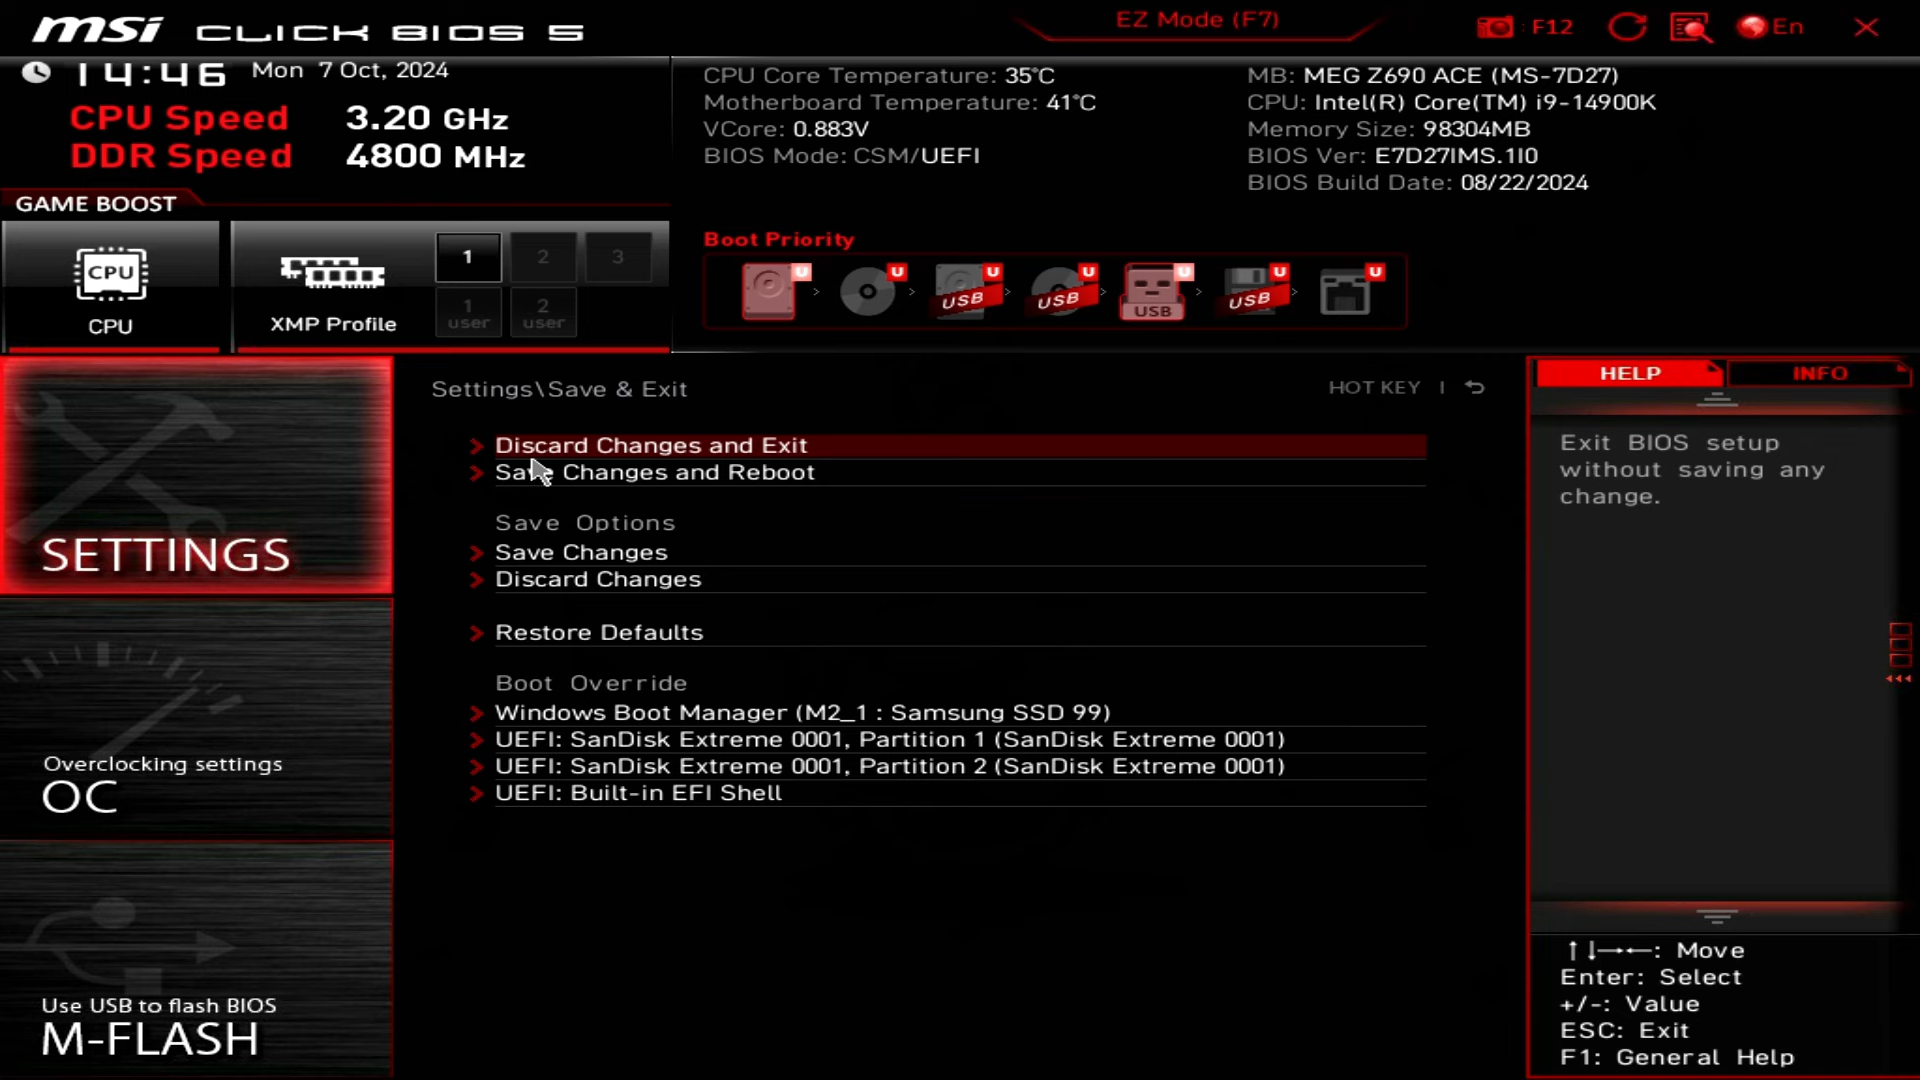 msi CLICK BIOS 5
EZ Mode (F7)
: F12
En
14:46 Mon 7 Oct, 2024
CPU Speed 3.20 GHz
DDR Speed 4800 MHz
CPU Core Temperature: 35°C
Motherboard Temperature: 41°C
VCore: 0.883V
BIOS Mode: CSM/UEFI
MB: MEG Z690 ACE (MS-7D27)
CPU: Intel(R) Core(TM) i9-14900K
Memory Size: 98304MB
BIOS Ver: E7D27IMS.1I0
BIOS Build Date: 08/22/2024
GAME BOOST
CPU
CPU
XMP Profile
1 2 3
1 user
2 user
Boot Priority
U U U U U U U
USB USB USB USB
SETTINGS
Overclocking settings
OC
Use USB to flash BIOS
M-FLASH
Settings\Save & Exit
HOT KEY |
> Discard Changes and Exit
> Save Changes and Reboot
Save Options
> Save Changes
> Discard Changes
> Restore Defaults
Boot Override
> Windows Boot Manager (M2_1 : Samsung SSD 99)
> UEFI: SanDisk Extreme 0001, Partition 1 (SanDisk Extreme 0001)
> UEFI: SanDisk Extreme 0001, Partition 2 (SanDisk Extreme 0001)
> UEFI: Built-in EFI Shell
HELP
INFO
Exit BIOS setup
without saving any
change.
↑↓→←: Move
Enter: Select
+/-: Value
ESC: Exit
F1: General Help